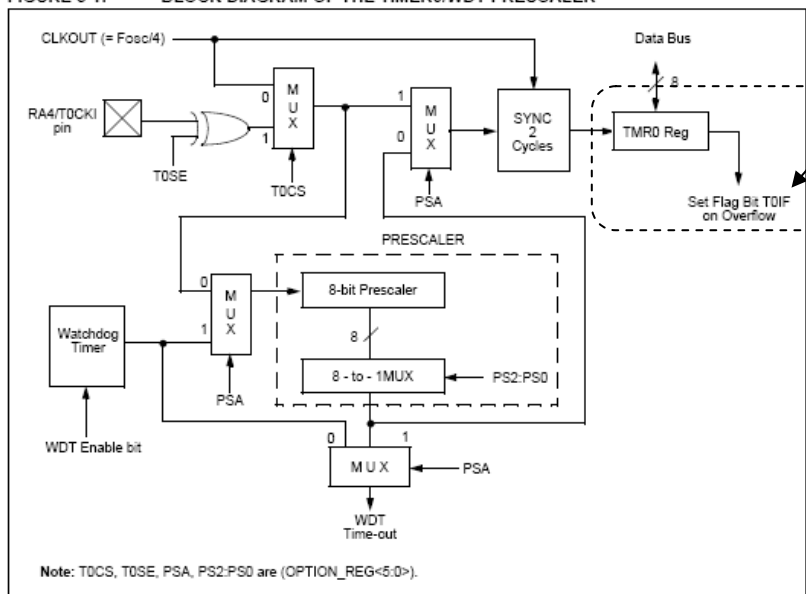 FIGURE 5-1: BLOCK DIAGRAM OF THE TIMER0/WDT PRESCALER
CLKOUT (= Fosc/4)
Data Bus
8
RA4/T0CKI
pin
T0SE
0
1
M
U
X
T0CS
1
0
M
U
X
PSA
SYNC
2
Cycles
TMR0 Reg
Set Flag Bit T0IF
on Overflow
PRESCALER
0
1
M
U
X
PSA
8-bit Prescaler
8
8 - to - 1MUX
PS2:PS0
Watchdog
Timer
WDT Enable bit
0
1
M U X
PSA
WDT
Time-out
Note: T0CS, T0SE, PSA, PS2:PS0 are (OPTION_REG<5:0>).